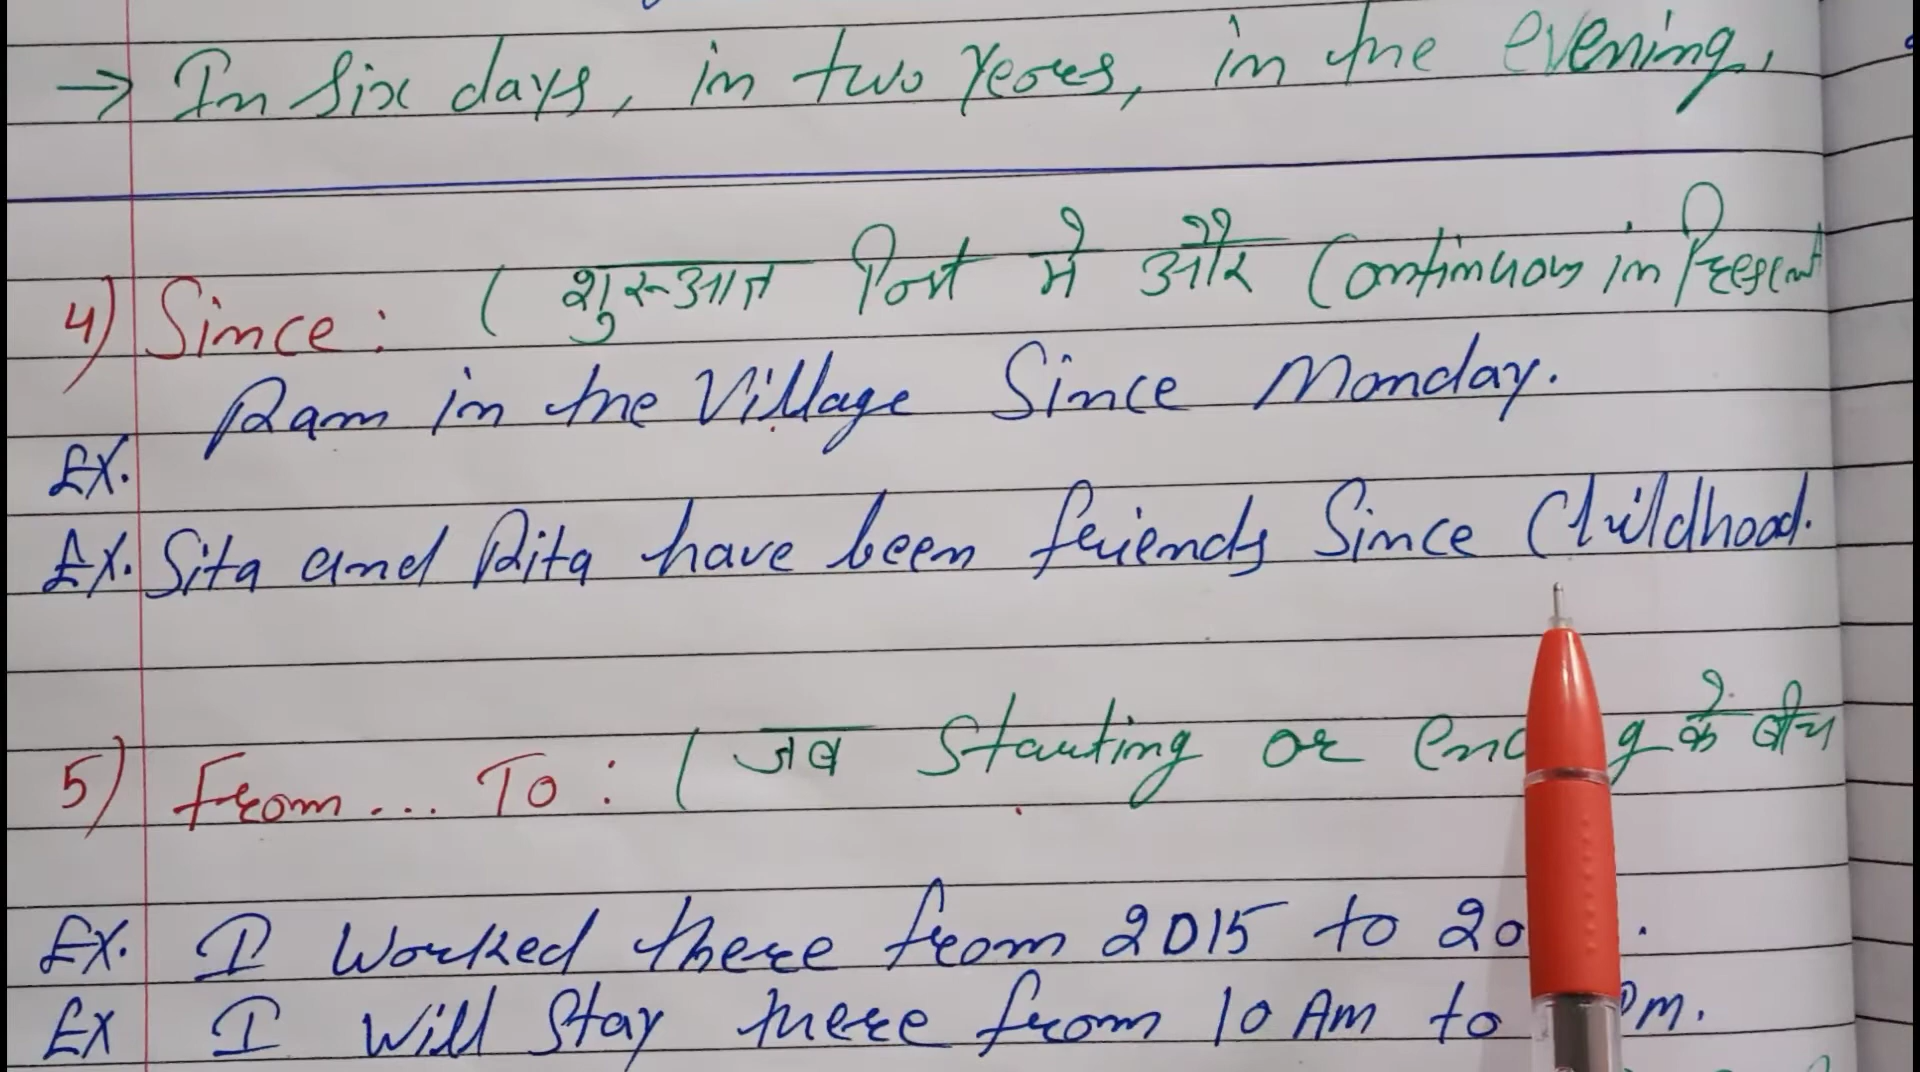 → In Six days, in two Years, in the evening,
4) Since: ( शुरुआत Point मे और Continuous in Present
Ram in the Village Since Monday.
Ex.
Ex. Sita and Rita have been friends Since Childhood.
5) From... To : ( जब Starting or के बीच
Ex. I Worked there from 2015 to
Ex I Will Stay there from 10 AM to